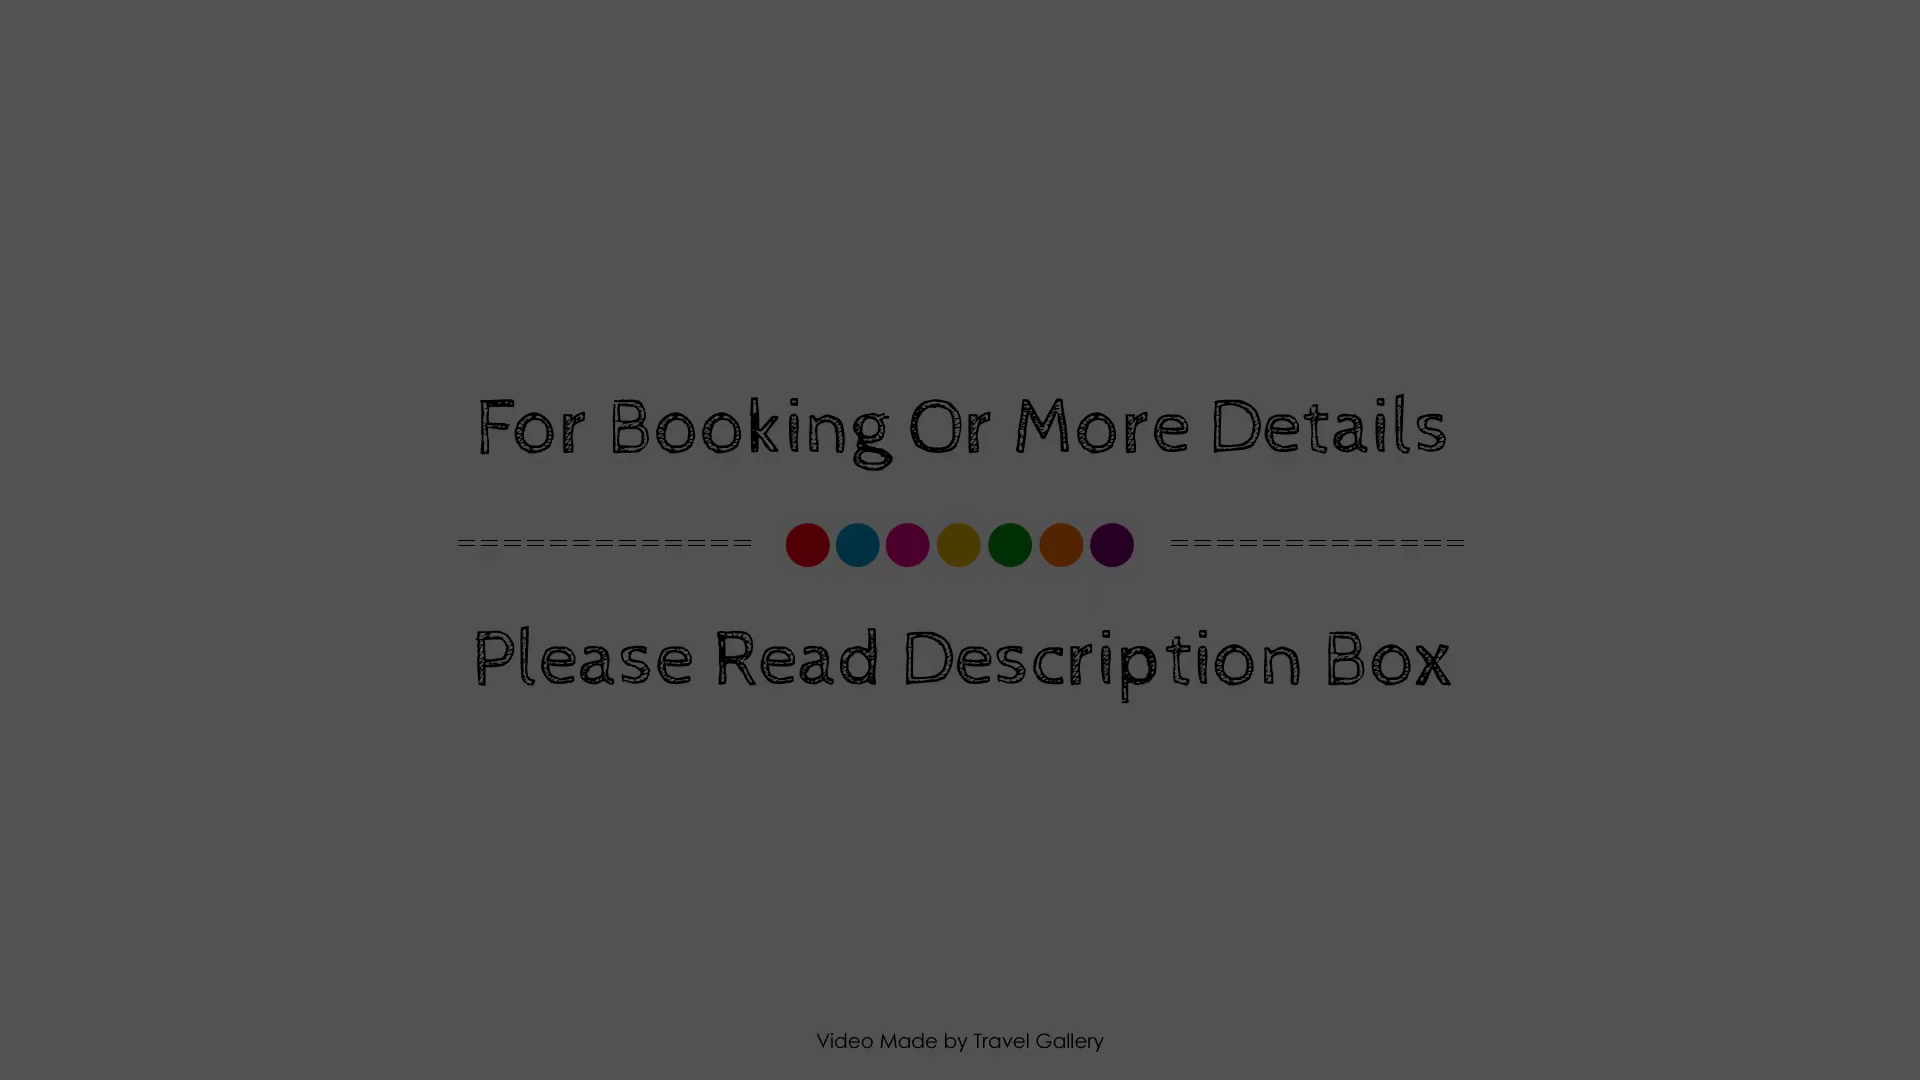 For Booking Or More Details
============= =============
Please Read Description Box
Video Made by Travel Gallery